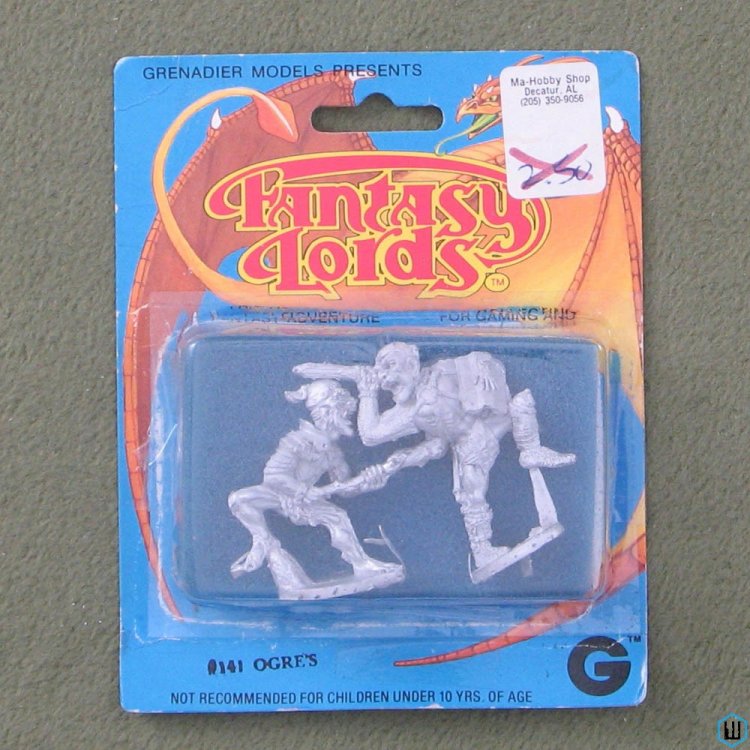 GRENADIER MODELS PRESENTS
Ma-Hobby Shop
Decatur, AL
(205) 350-9056
2.50
Fantasy
Lords
TM
ADVENTURE FOR GAMING AND
#141 OGRE'S
G TM
NOT RECOMMENDED FOR CHILDREN UNDER 10 YRS. OF AGE